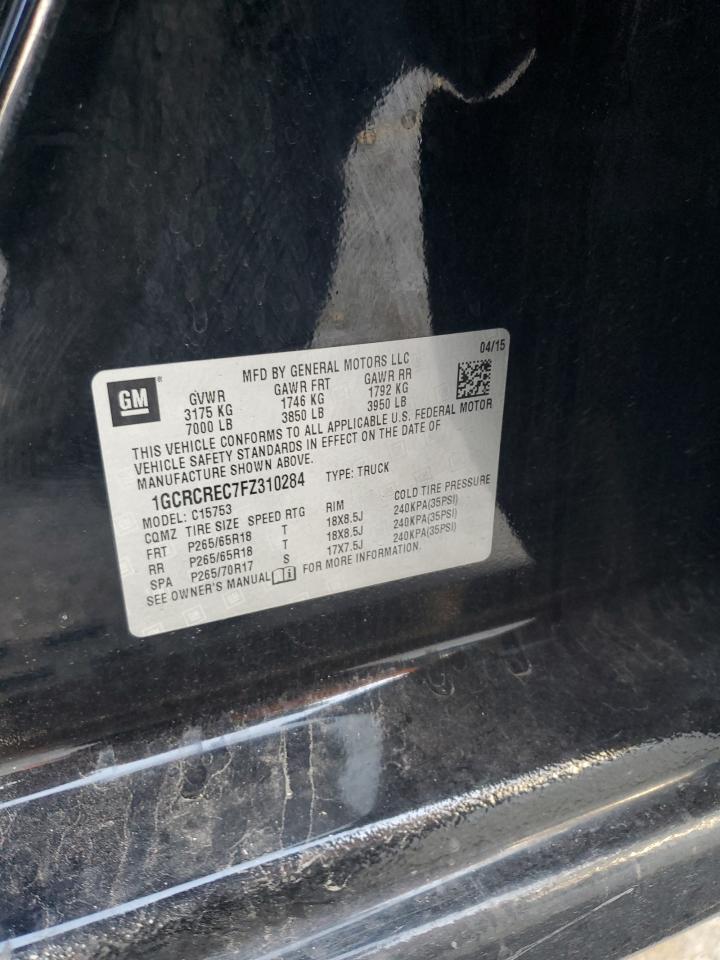 MFD BY GENERAL MOTORS LLC 04/15
GM®
GVWR GAWR FRT GAWR RR
3175 KG 1746 KG 1792 KG
7000 LB 3850 LB 3950 LB
THIS VEHICLE CONFORMS TO ALL APPLICABLE U.S. FEDERAL MOTOR
VEHICLE SAFETY STANDARDS IN EFFECT ON THE DATE OF
MANUFACTURE SHOWN ABOVE.
1GCRCREC7FZ310284 TYPE: TRUCK
MODEL: C15753
CQMZ TIRE SIZE SPEED RTG RIM COLD TIRE PRESSURE
FRT P265/65R18 T 18X8.5J 240KPA(35PSI)
RR P265/65R18 T 18X8.5J 240KPA(35PSI)
SPA P265/70R17 S 17X7.5J 240KPA(35PSI)
SEE OWNER'S MANUAL FOR MORE INFORMATION.